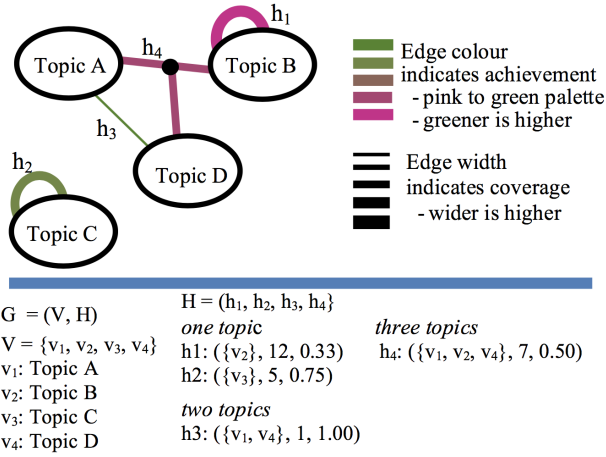 h1
Topic A
h4
Topic B
h3
h2
Topic D
Topic C
Edge colour
indicates achievement
- pink to green palette
- greener is higher
Edge width
indicates coverage
- wider is higher
G = (V, H)
V = {v1, v2, v3, v4}
v1: Topic A
v2: Topic B
v3: Topic C
v4: Topic D
H = (h1, h2, h3, h4}
one topic
h1: ({v2}, 12, 0.33)
h2: ({v3}, 5, 0.75)
two topics
h3: ({v1, v4}, 1, 1.00)
three topics
h4: ({v1, v2, v4}, 7, 0.50)